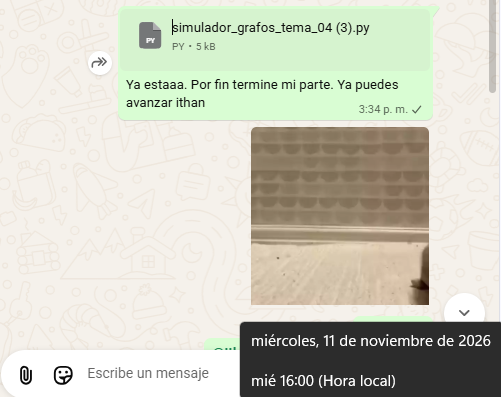 simulador_grafos_tema_04 (3).py
PY
PY • 5 kB
Ya estaaa. Por fin termine mi parte. Ya puedes
avanzar ithan
3:34 p. m.
miércoles, 11 de noviembre de 2026
Escribe un mensaje
mié 16:00 (Hora local)